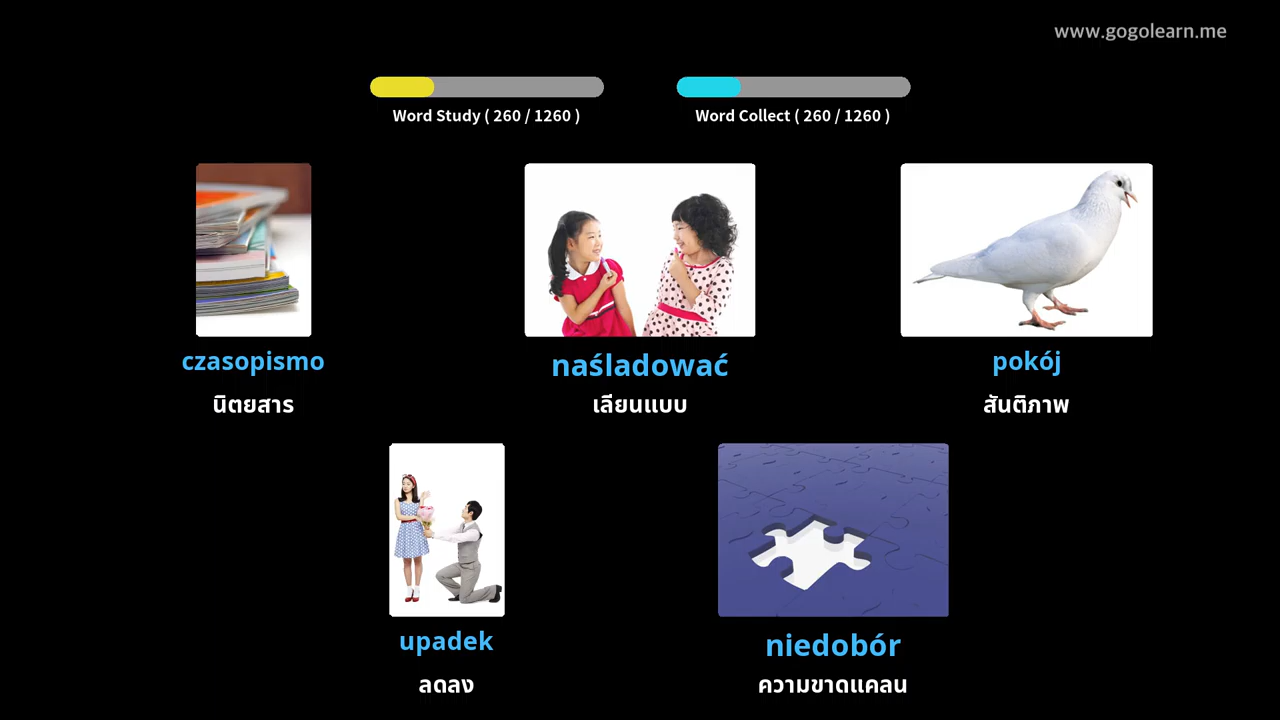 www.gogolearn.me
Word Study ( 260 / 1260 )
Word Collect ( 260 / 1260 )
czasopismo
นิตยสาร
naśladować
เลียนแบบ
pokój
สันติภาพ
upadek
ลดลง
niedobór
ความขาดแคลน